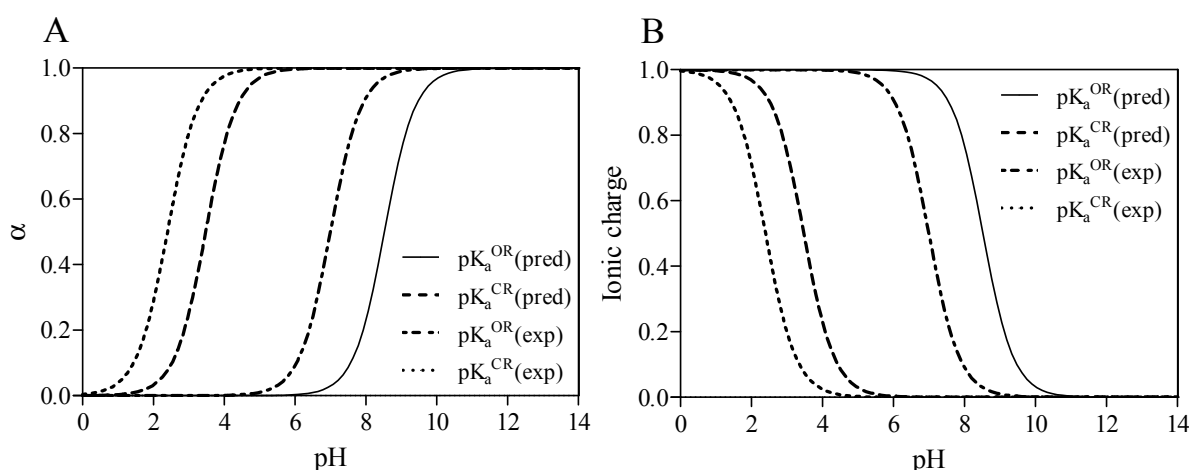 A
1.0
0.8
0.6
0.4
0.2
0.0
α
0 2 4 6 8 10 12 14
pH
pKₐᴼᴿ(pred)
pKₐᶜᴿ(pred)
pKₐᴼᴿ(exp)
pKₐᶜᴿ(exp)
B
1.0
0.8
0.6
0.4
0.2
0.0
Ionic charge
0 2 4 6 8 10 12 14
pH
pKₐᴼᴿ(pred)
pKₐᶜᴿ(pred)
pKₐᴼᴿ(exp)
pKₐᶜᴿ(exp)